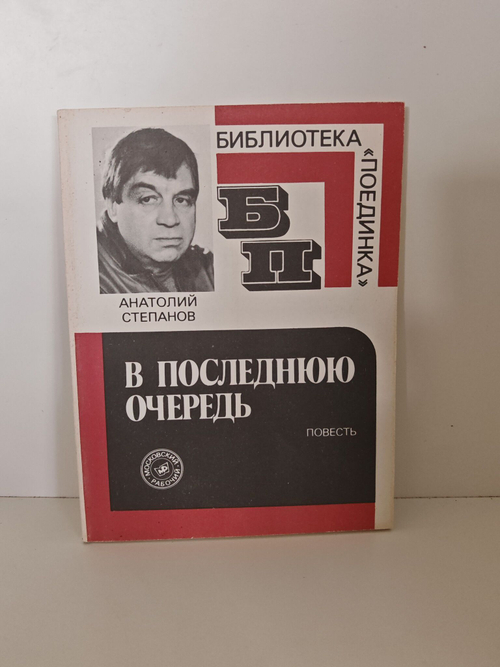 БИБЛИОТЕКА
«ПОЕДИНКА»
БП
АНАТОЛИЙ
СТЕПАНОВ
В ПОСЛЕДНЮЮ
ОЧЕРЕДЬ
ПОВЕСТЬ
МОСКОВСКИЙ
РАБОЧИЙ